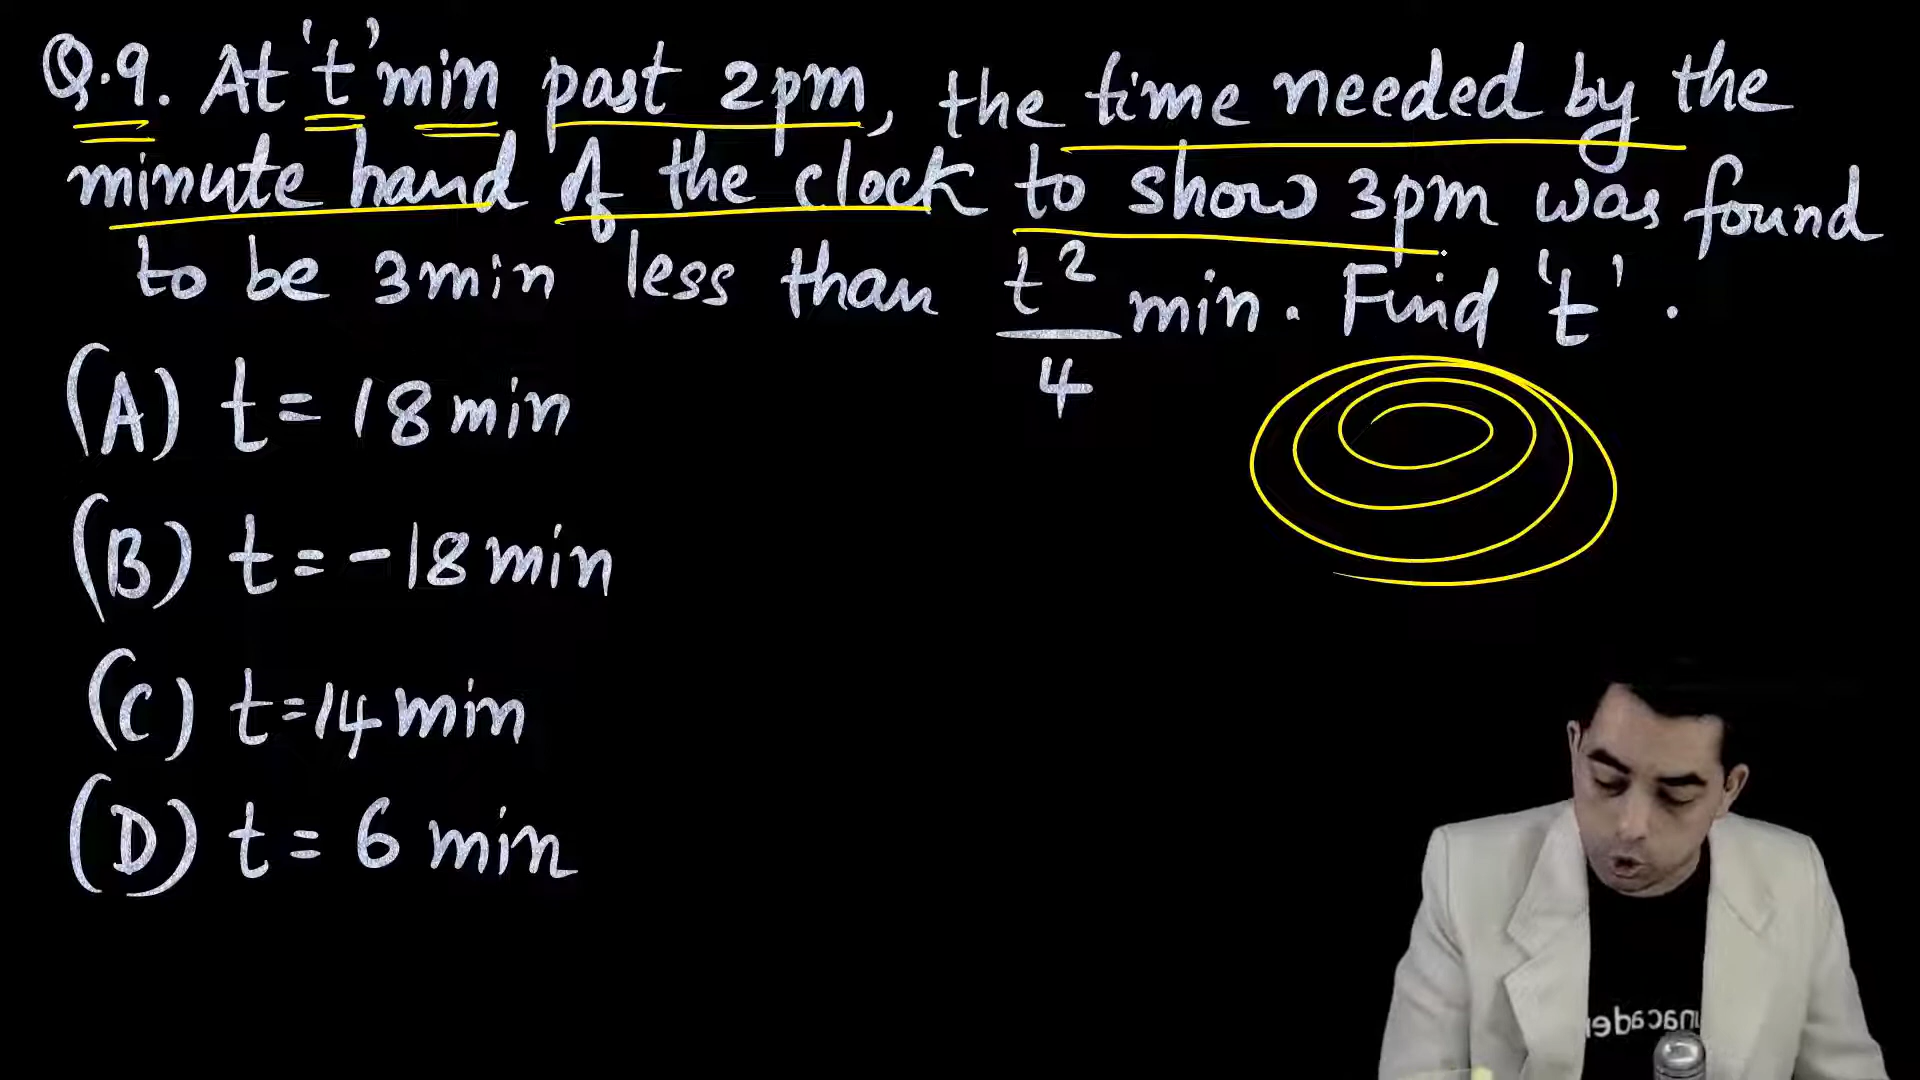 Q.9. At 't' min past 2pm, the time needed by the
minute hand of the clock to show 3pm was found
to be 3min less than t²/4 min. Find 't'.
(A) t = 18 min
(B) t = -18 min
(C) t = 14 min
(D) t = 6 min
unacade